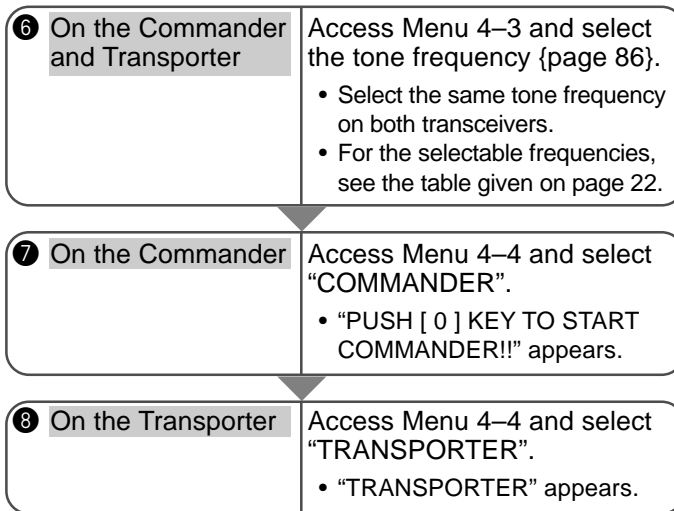 ❻ On the Commander
and Transporter
Access Menu 4–3 and select
the tone frequency {page 86}.
• Select the same tone frequency
on both transceivers.
• For the selectable frequencies,
see the table given on page 22.
❼ On the Commander
Access Menu 4–4 and select
“COMMANDER”.
• “PUSH [ 0 ] KEY TO START
COMMANDER!!” appears.
❽ On the Transporter
Access Menu 4–4 and select
“TRANSPORTER”.
• “TRANSPORTER” appears.